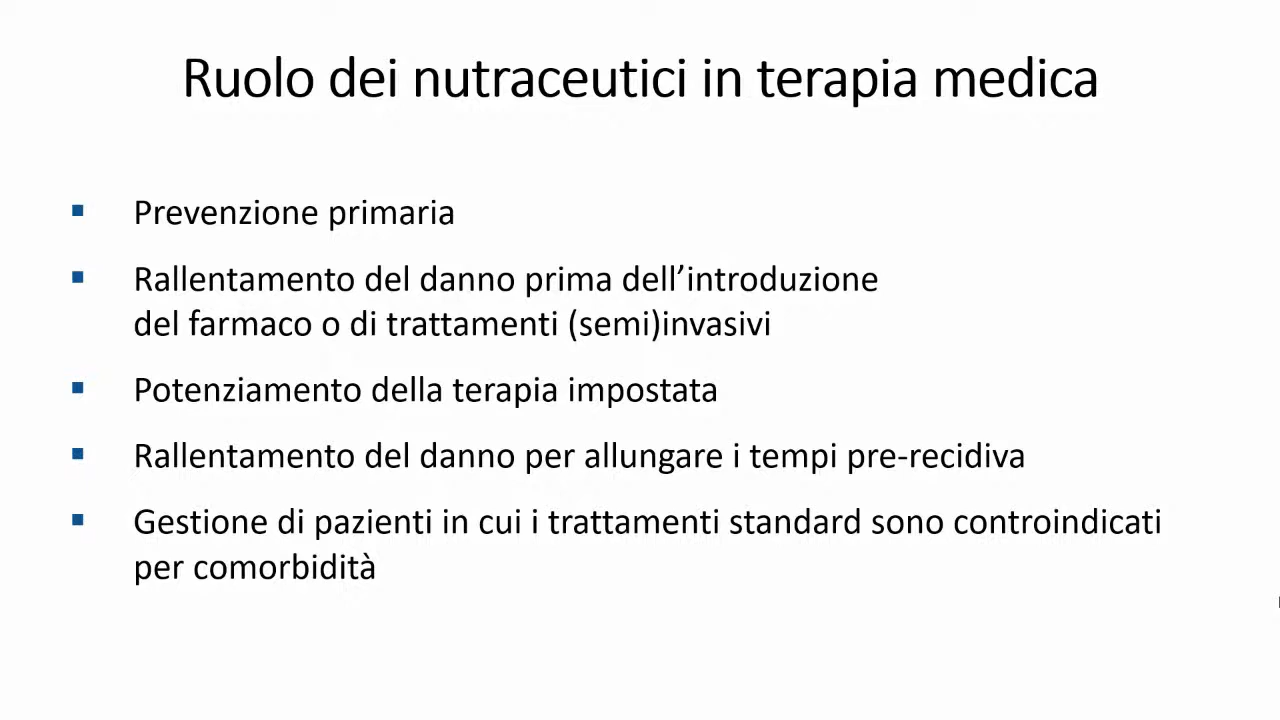 Ruolo dei nutraceutici in terapia medica
▪ Prevenzione primaria
▪ Rallentamento del danno prima dell’introduzione
del farmaco o di trattamenti (semi)invasivi
▪ Potenziamento della terapia impostata
▪ Rallentamento del danno per allungare i tempi pre-recidiva
▪ Gestione di pazienti in cui i trattamenti standard sono controindicati
per comorbidità